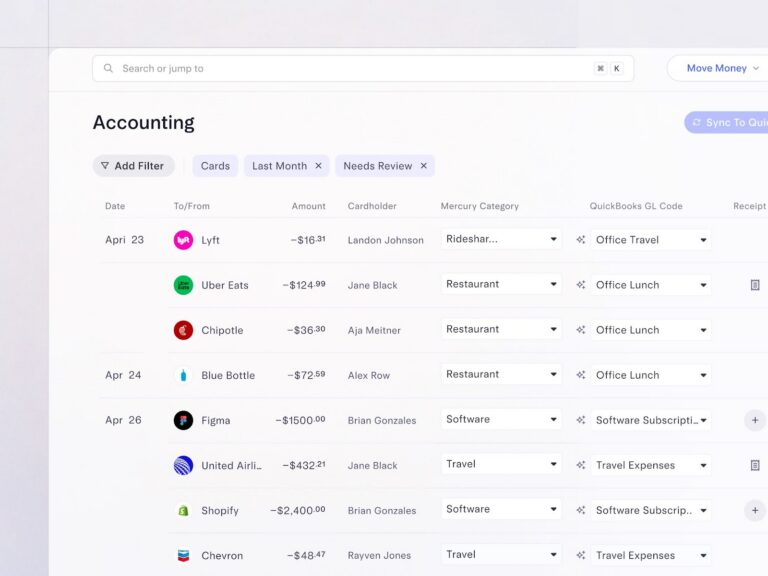 Search or jump to ⌘ K Move Money
Accounting
Sync To
Add Filter Cards Last Month × Needs Review ×
Date To/From Amount Cardholder Mercury Category QuickBooks GL Code Receipt
Apri 23 Lyft −$16.31 Landon Johnson Rideshar... Office Travel
Uber Eats −$124.99 Jane Black Restaurant Office Lunch
Chipotle −$36.30 Aja Meitner Restaurant Office Lunch
Apr 24 Blue Bottle −$72.59 Alex Row Restaurant Office Lunch
Apr 26 Figma −$1500.00 Brian Gonzales Software Software Subscripti...
United Airli... −$432.21 Jane Black Travel Travel Expenses
Shopify −$2,400.00 Brian Gonzales Software Software Subscrip..
Chevron −$48.47 Rayven Jones Travel Travel Expenses